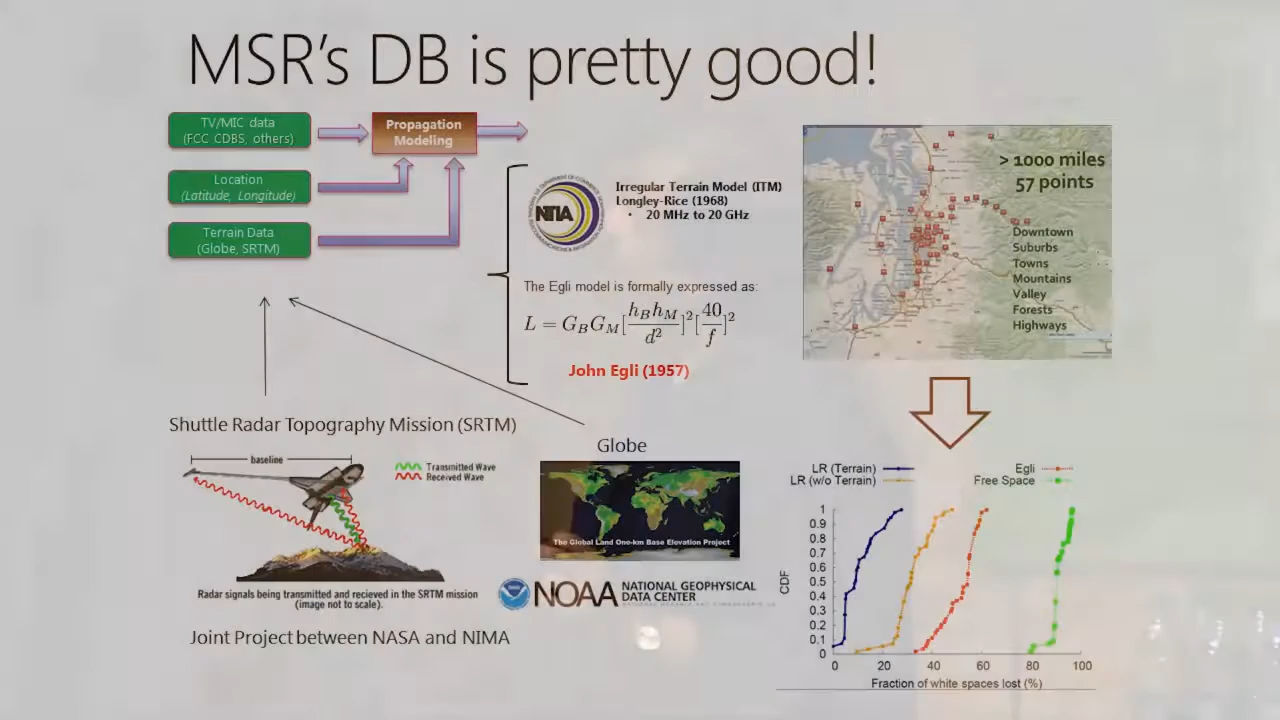 MSR's DB is pretty good!
TV/MIC data
(FCC CDBS, others)
Propagation
Modeling
Location
(Latitude, Longitude)
Terrain Data
(Globe, SRTM)
NTIA
Irregular Terrain Model (ITM)
Longley-Rice (1968)
• 20 MHz to 20 GHz
The Egli model is formally expressed as:
L = G_B G_M [h_B h_M / d²]² [40 / f]²
John Egli (1957)
> 1000 miles
57 points
Downtown
Suburbs
Towns
Mountains
Valley
Forests
Highways
Shuttle Radar Topography Mission (SRTM)
baseline
Transmitted Wave
Received Wave
Radar signals being transmitted and recieved in the SRTM mission
(image not to scale).
Joint Project between NASA and NIMA
Globe
The Global Land One-km Base Elevation Project
NOAA
NATIONAL GEOPHYSICAL
DATA CENTER
LR (Terrain)
LR (w/o Terrain)
Egli
Free Space
1
0.9
0.8
0.7
0.6
0.5
0.4
0.3
0.2
0.1
0
CDF
0 20 40 60 80 100
Fraction of white spaces lost (%)